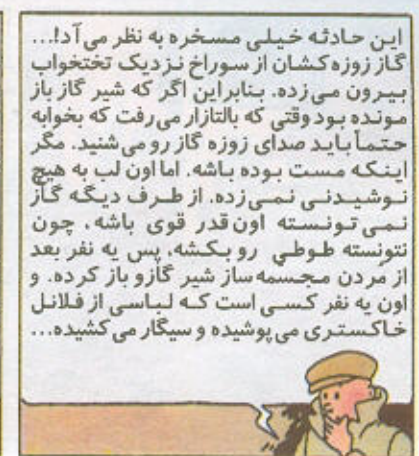 این حادثه خیلی مسخره به نظر می‌آد!...
گاز زوزه کشان از سوراخ نزدیک تختخواب
بیرون می‌زده. بنابراین اگر که شیر گاز باز
مونده بود وقتی که بالتازار می‌رفت که بخوابه
حتماً باید صدای زوزه گاز رو می‌شنید. مگر
اینکه مست بوده باشه. اما اون لب به هیچ
نوشیدنی نمی‌زده. از طرف دیگه گاز
نمی‌تونسته اون قدر قوی باشه، چون
نتونسته طوطی رو بکشه. پس یه نفر بعد
از مردن مجسمه ساز شیر گازو باز کرده. و
اون یه نفر کسی است که لباسی از فلانل
خاکستری می‌پوشیده و سیگار می‌کشیده...